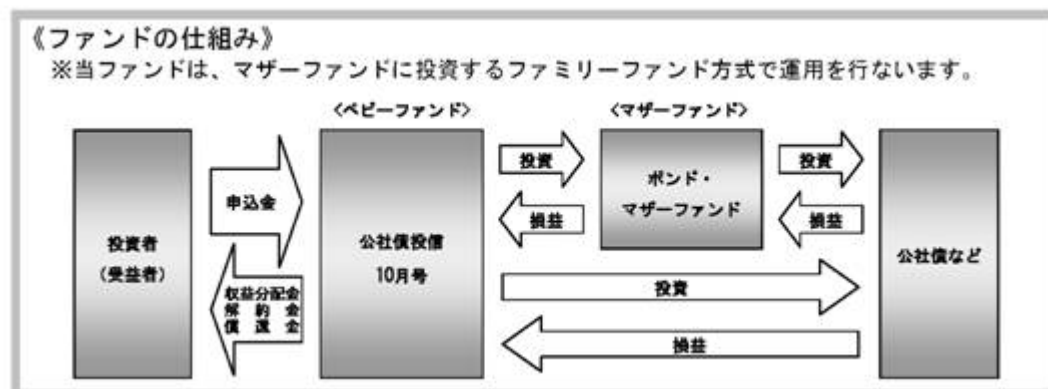 《ファンドの仕組み》
※当ファンドは、マザーファンドに投資するファミリーファンド方式で運用を行ないます。
〈ベビーファンド〉
〈マザーファンド〉
投資者
(受益者)
申込金
収益分配金
解約金
償還金
公社債投信
10月号
投資
損益
ボンド・
マザーファンド
投資
損益
投資
損益
公社債など